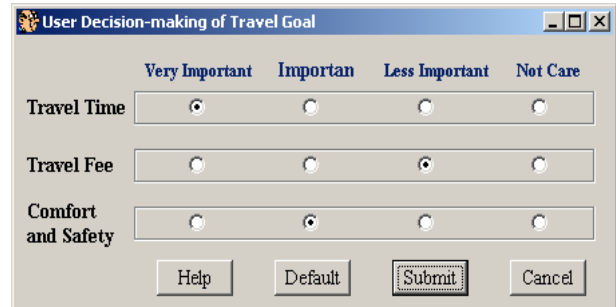 User Decision-making of Travel Goal
Very Important Importan Less Important Not Care
Travel Time
Travel Fee
Comfort
and Safety
Help Default Submit Cancel